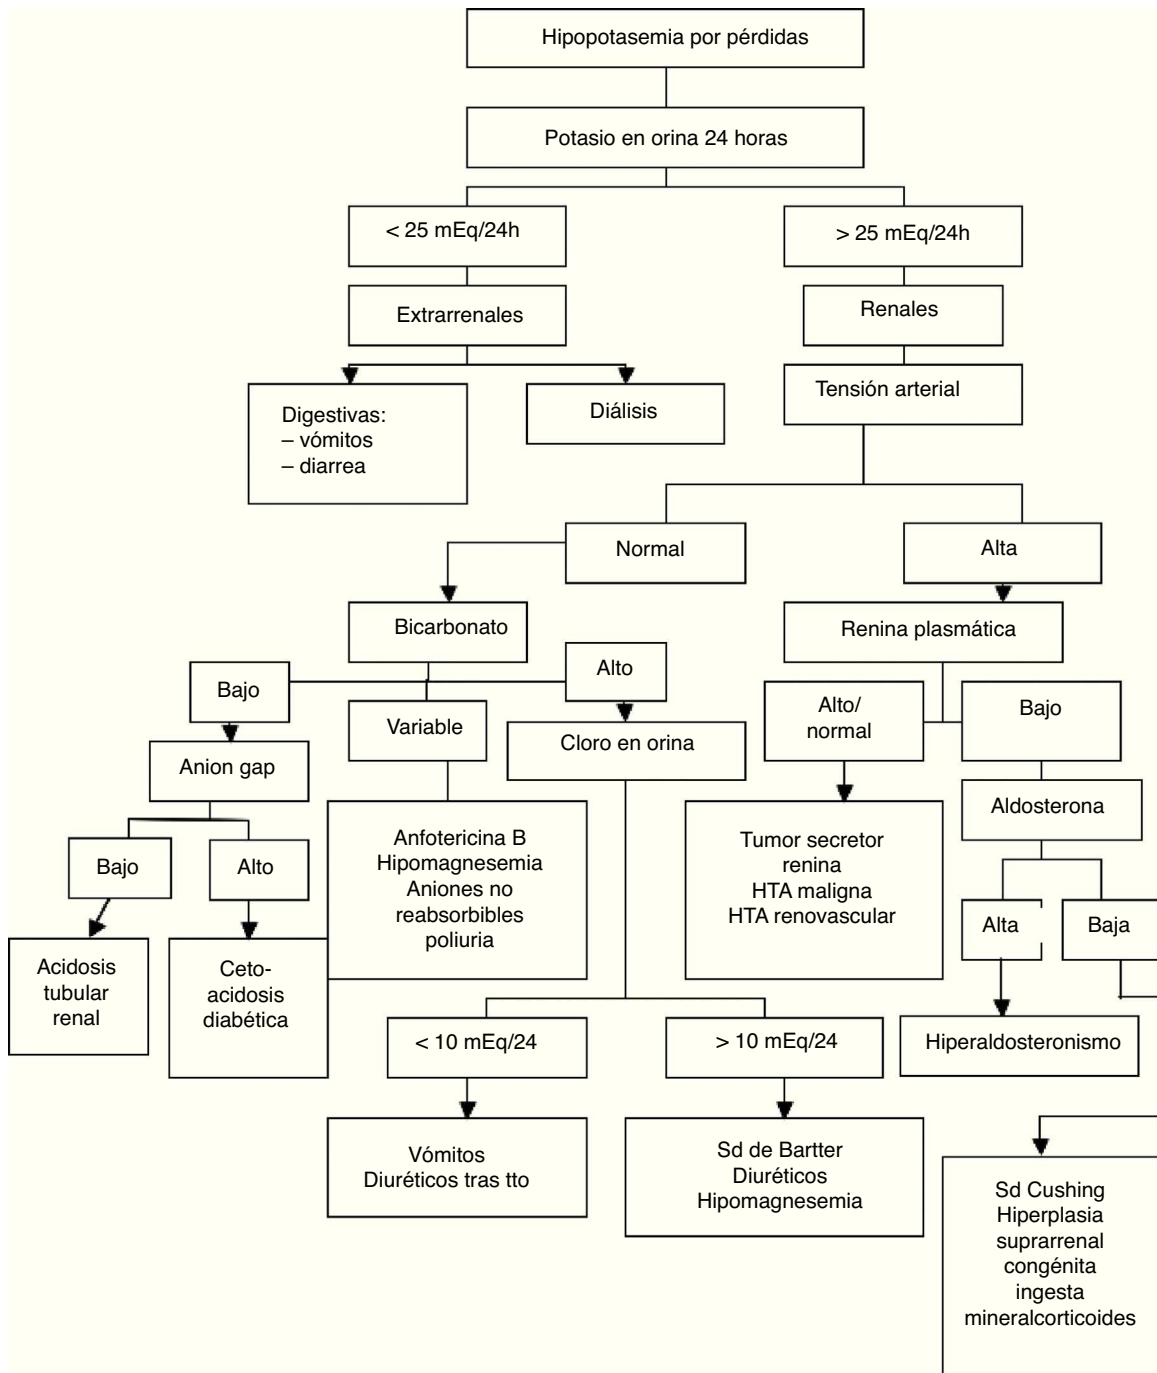 Hipopotasemia por pérdidas
Potasio en orina 24 horas
< 25 mEq/24h
> 25 mEq/24h
Extrarrenales
Renales
Digestivas:
– vómitos
– diarrea
Diálisis
Tensión arterial
Normal
Alta
Bicarbonato
Renina plasmática
Bajo
Variable
Alto
Alto/
normal
Bajo
Anion gap
Cloro en orina
Aldosterona
Bajo
Alto
Anfotericina B
Hipomagnesemia
Aniones no
reabsorbibles
poliuria
Tumor secretor
renina
HTA maligna
HTA renovascular
Alta
Baja
Acidosis
tubular
renal
Ceto-
acidosis
diabética
< 10 mEq/24
> 10 mEq/24
Hiperaldosteronismo
Vómitos
Diuréticos tras tto
Sd de Bartter
Diuréticos
Hipomagnesemia
Sd Cushing
Hiperplasia
suprarrenal
congénita
ingesta
mineralcorticoides